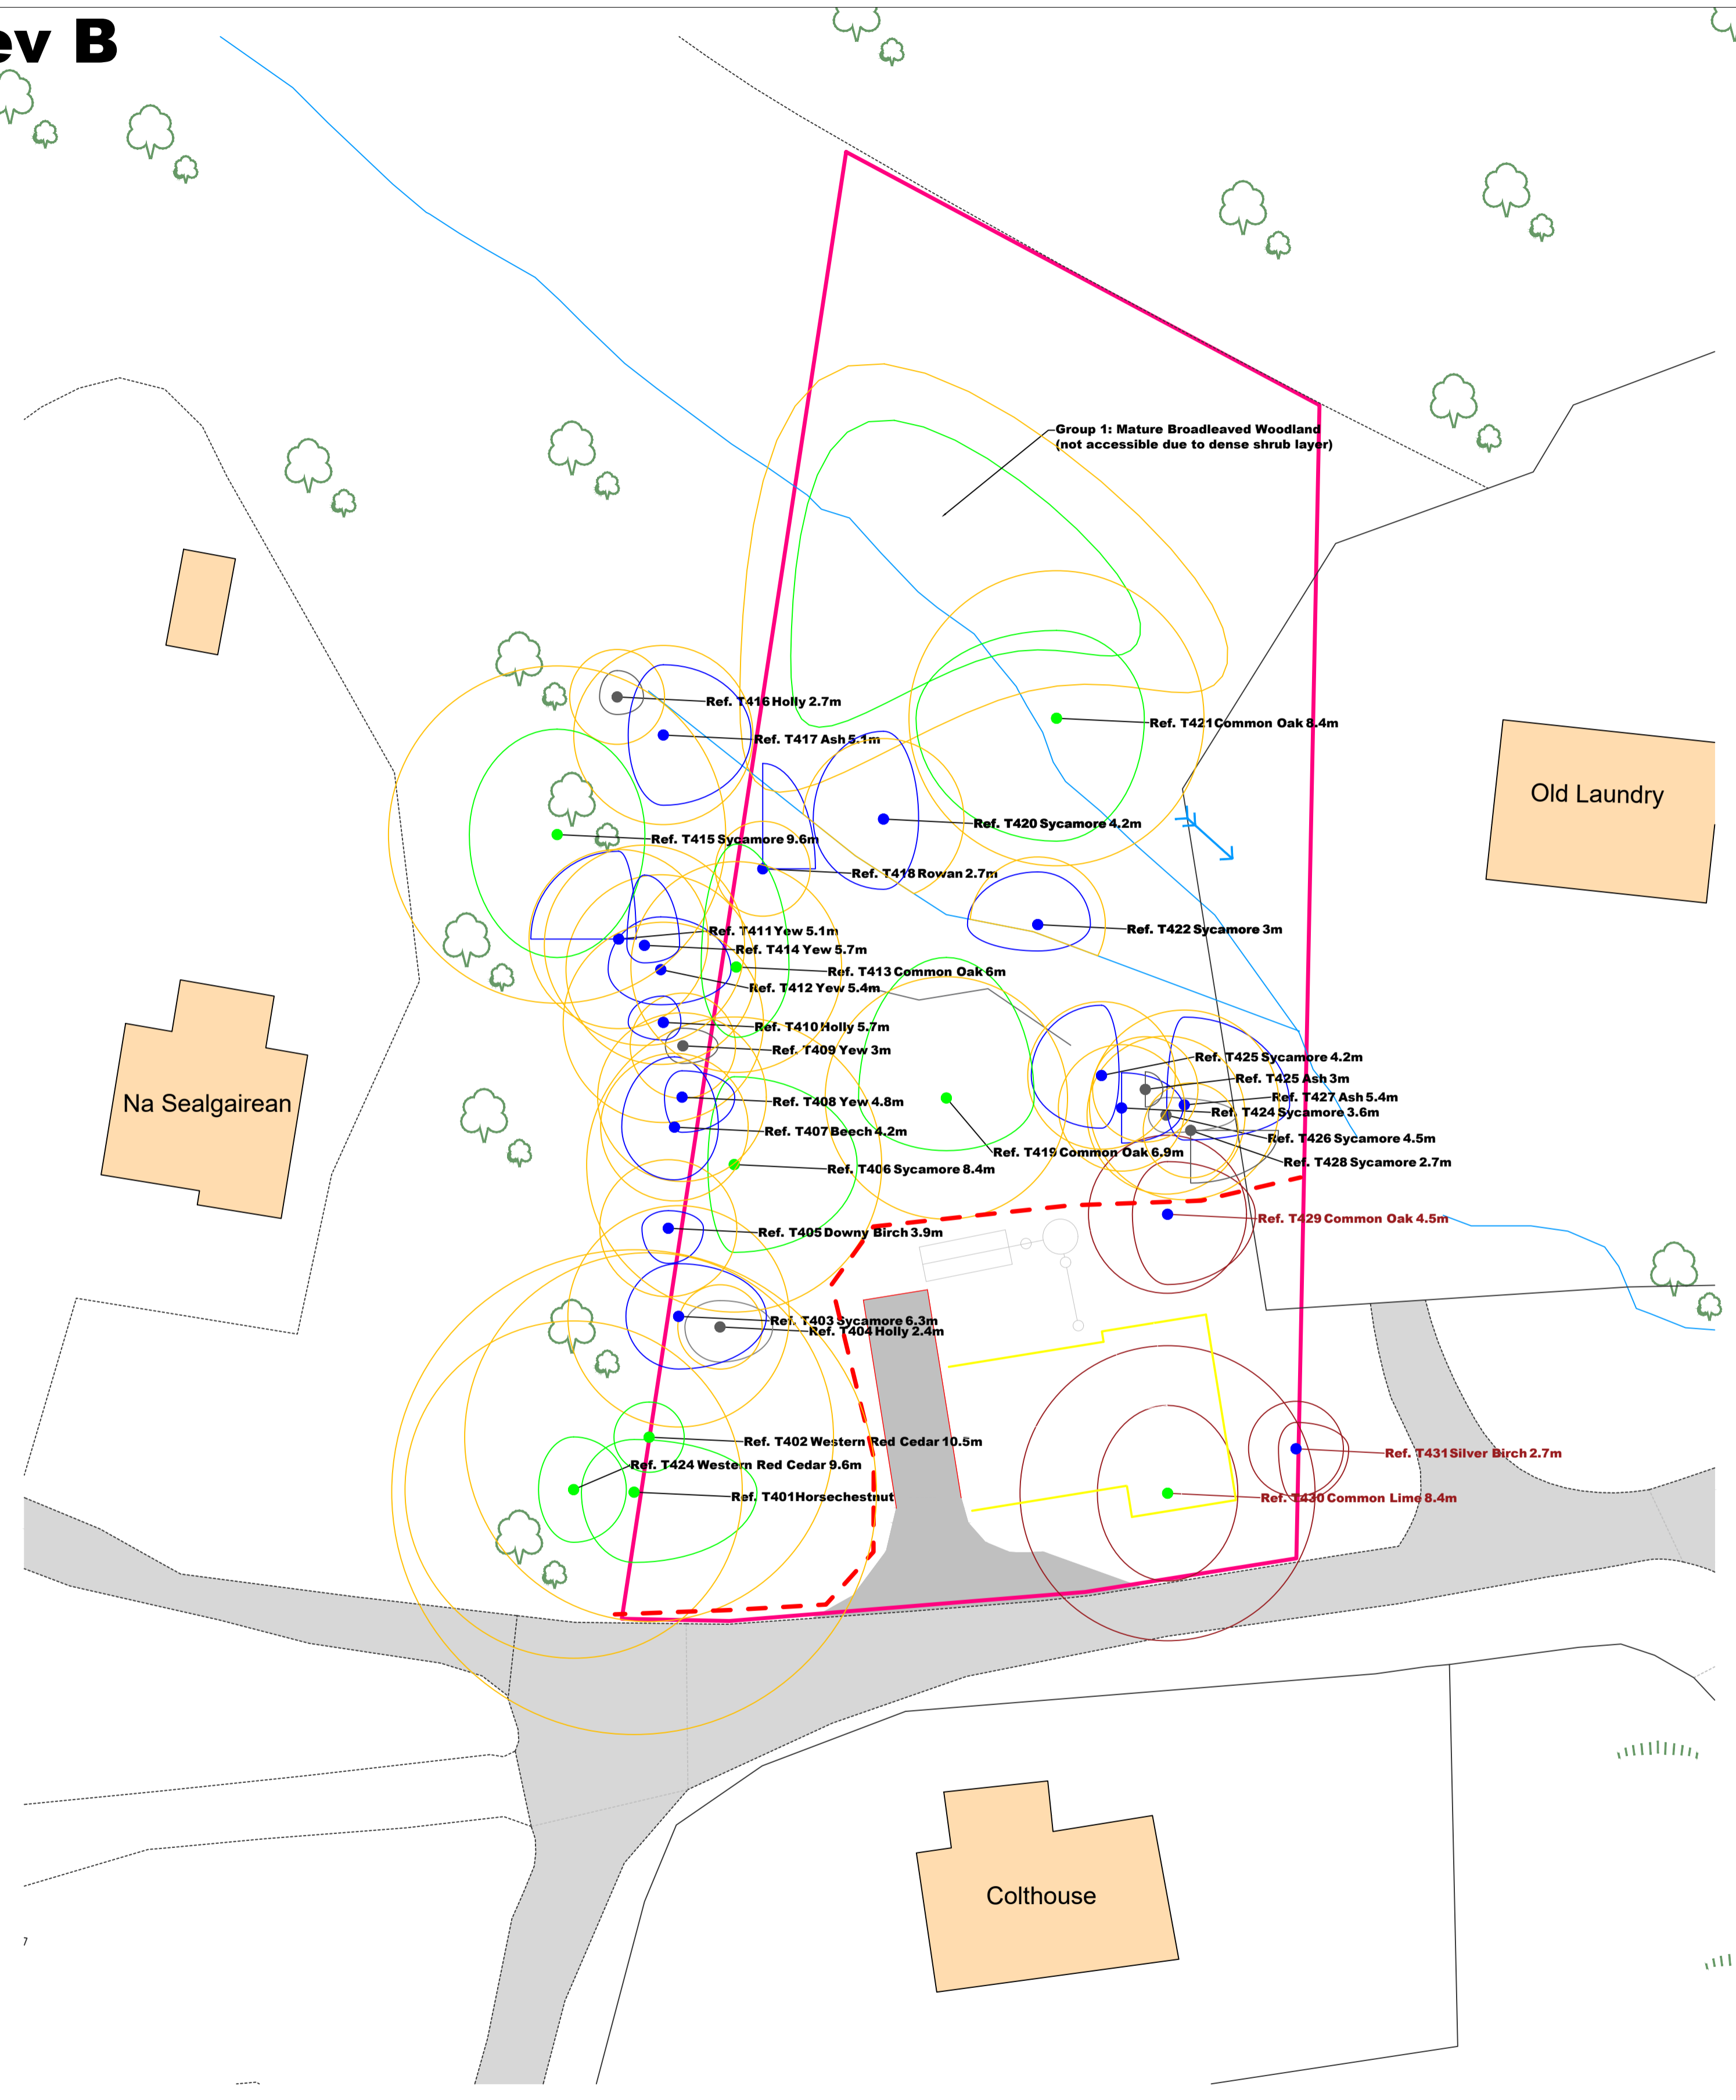 ev B
Group 1: Mature Broadleaved Woodland
(not accessible due to dense shrub layer)
Ref. T416 Holly 2.7m
Ref. T421 Common Oak 8.4m
Ref. T417 Ash 5.1m
Old Laundry
Ref. T420 Sycamore 4.2m
Ref. T415 Sycamore 9.6m
Ref. T418 Rowan 2.7m
Ref. T422 Sycamore 3m
Ref. T411 Yew 5.1m
Ref. T414 Yew 5.7m
Ref. T413 Common Oak 6m
Ref. T412 Yew 5.4m
Ref. T410 Holly 5.7m
Ref. T409 Yew 3m
Ref. T425 Sycamore 4.2m
Ref. T425 Ash 3m
Ref. T427 Ash 5.4m
Na Sealgairean
Ref. T408 Yew 4.8m
Ref. T424 Sycamore 3.6m
Ref. T407 Beech 4.2m
Ref. T426 Sycamore 4.5m
Ref. T419 Common Oak 6.9m
Ref. T428 Sycamore 2.7m
Ref. T406 Sycamore 8.4m
Ref. T429 Common Oak 4.5m
Ref. T405 Downy Birch 3.9m
Ref. T403 Sycamore 6.3m
Ref. T404 Holly 2.4m
Ref. T402 Western Red Cedar 10.5m
Ref. T431 Silver Birch 2.7m
Ref. T424 Western Red Cedar 9.6m
Ref. T401 Horsechestnut
Ref. T430 Common Lime 8.4m
Colthouse
7